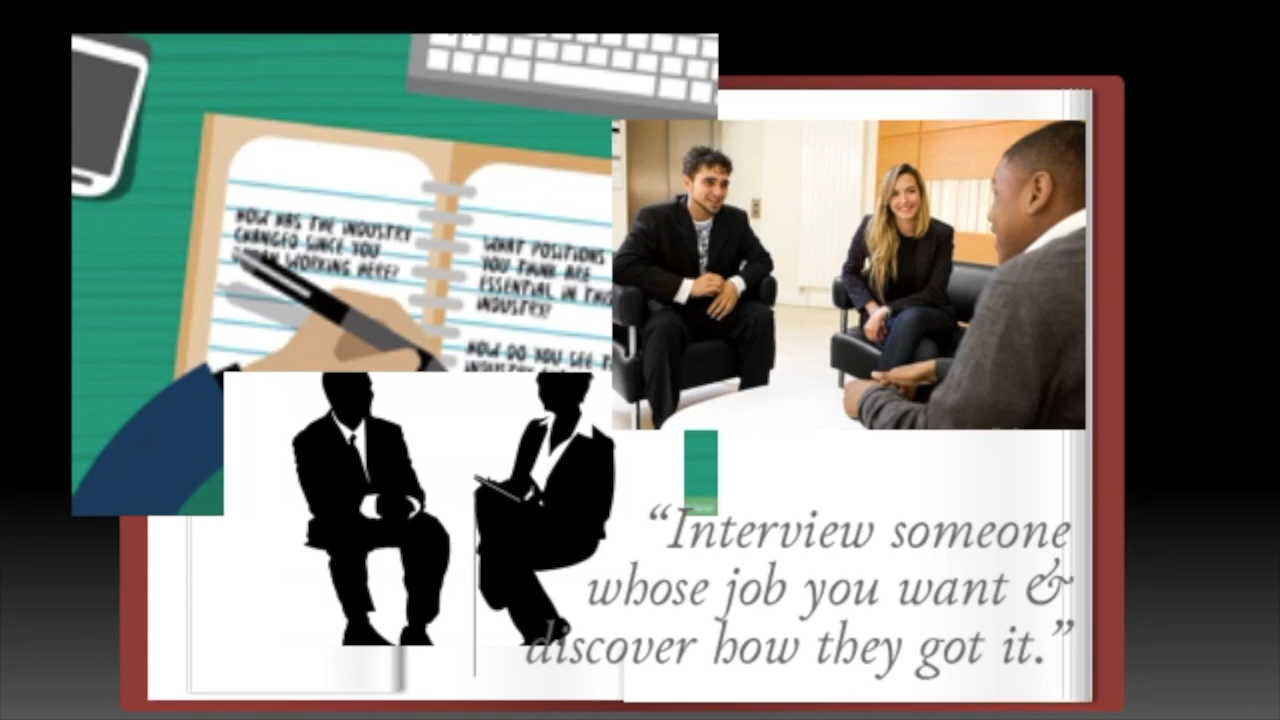 HOW HAS THE INDUSTRY
CHANGED SINCE YOU
WORKING HERE?
WHAT POSITIONS
YOU THINK ARE
ESSENTIAL IN THIS
INDUSTRY?
HOW DO YOU SEE
“Interview someone
whose job you want &
discover how they got it.”